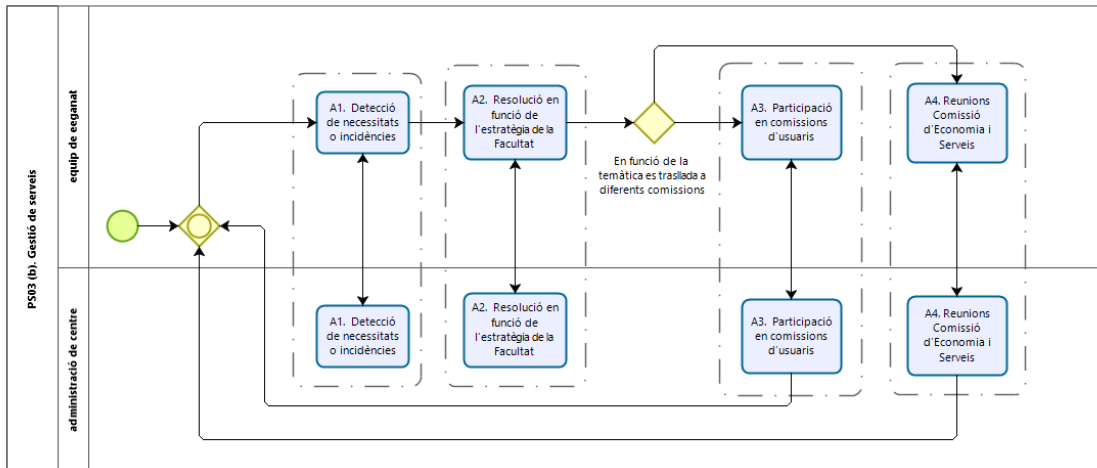 PS03 (b). Gestió de serveis
equip de eeganat
A1. Detecció
de necessitats
o incidències
A2. Resolució en
funció de
l'estratègia de la
Facultat
En funció de la
temàtica es trasllada a
diferents comissions
A3. Participació
en comissions
d'usuaris
A4. Reunions
Comissió
d'Economia i
Serveis
administració de centre
A1. Detecció
de necessitats
o incidències
A2. Resolució en
funció de
l'estratègia de la
Facultat
A3. Participació
en comissions
d'usuaris
A4. Reunions
Comissió
d'Economia i
Serveis